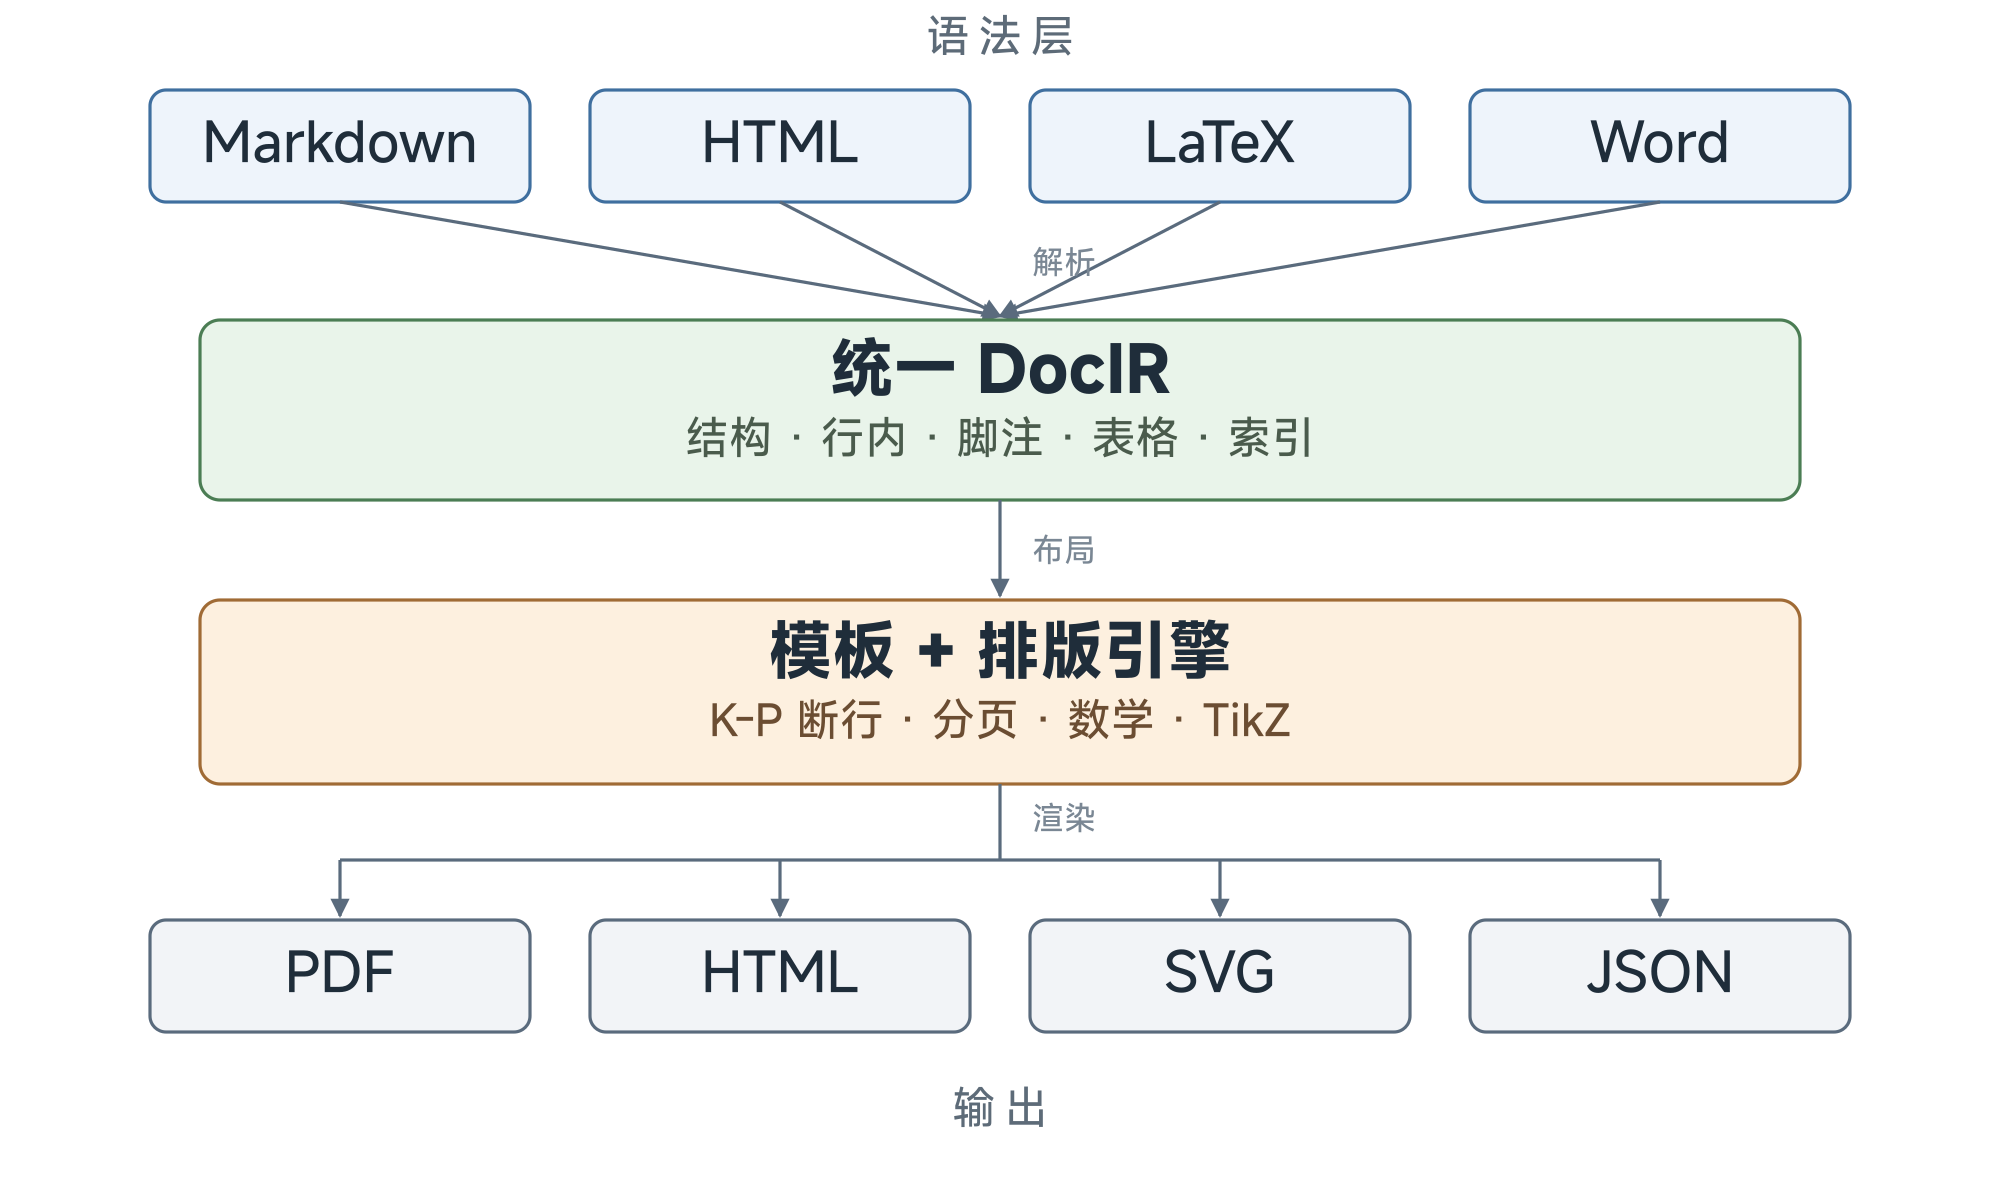 语法层
Markdown
HTML
LaTeX
Word
解析
统一 DocIR
结构 · 行内 · 脚注 · 表格 · 索引
布局
模板 + 排版引擎
K-P 断行 · 分页 · 数学 · TikZ
渲染
PDF
HTML
SVG
JSON
输出